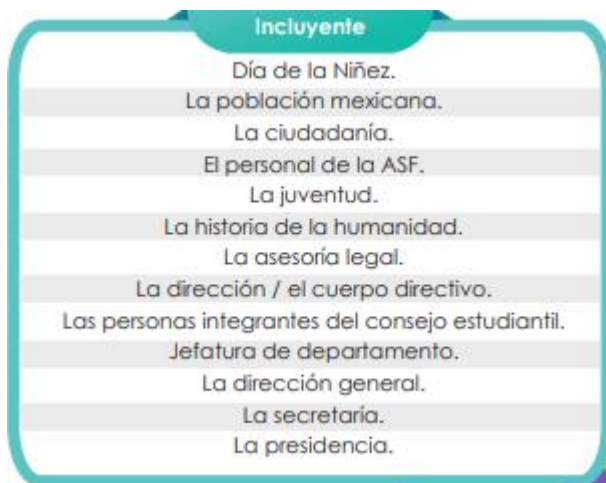 Incluyente
Día de la Niñez.
La población mexicana.
La ciudadanía.
El personal de la ASF.
La juventud.
La historia de la humanidad.
La asesoría legal.
La dirección / el cuerpo directivo.
Las personas integrantes del consejo estudiantil.
Jefatura de departamento.
La dirección general.
La secretaría.
La presidencia.